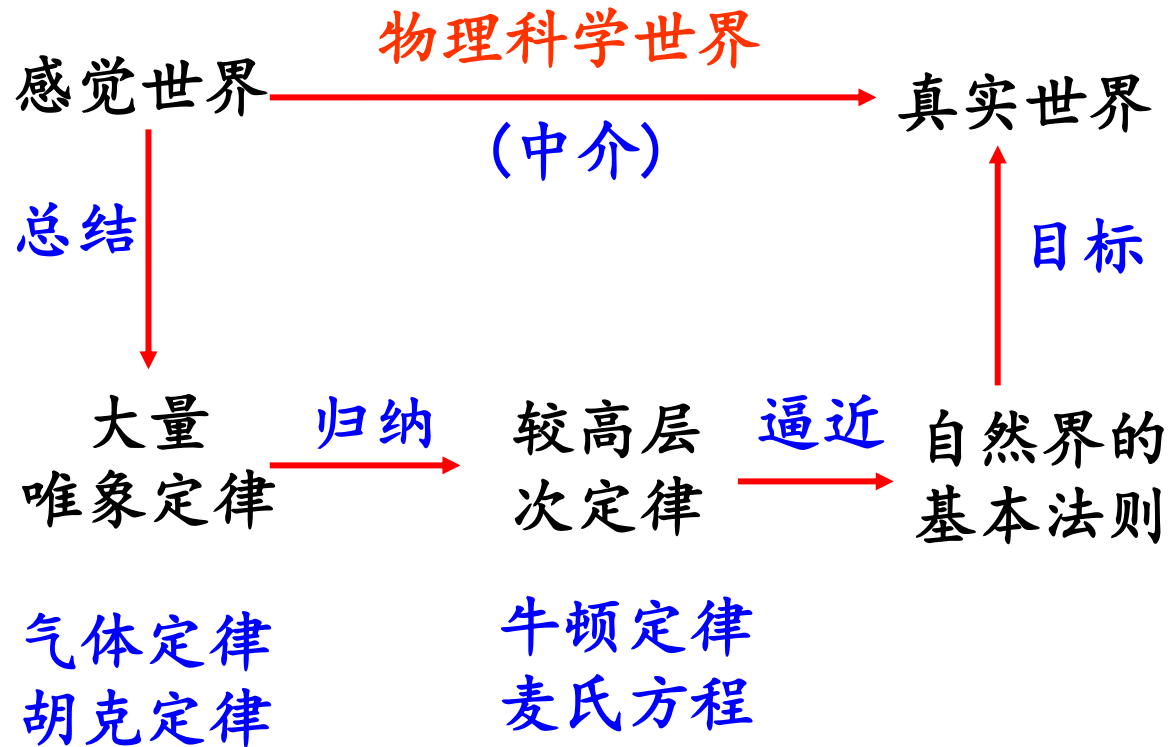 物理科学世界
感觉世界
真实世界
(中介)
总结
目标
大量
唯象定律
归纳
较高层
次定律
逼近
自然界的
基本法则
气体定律
胡克定律
牛顿定律
麦氏方程